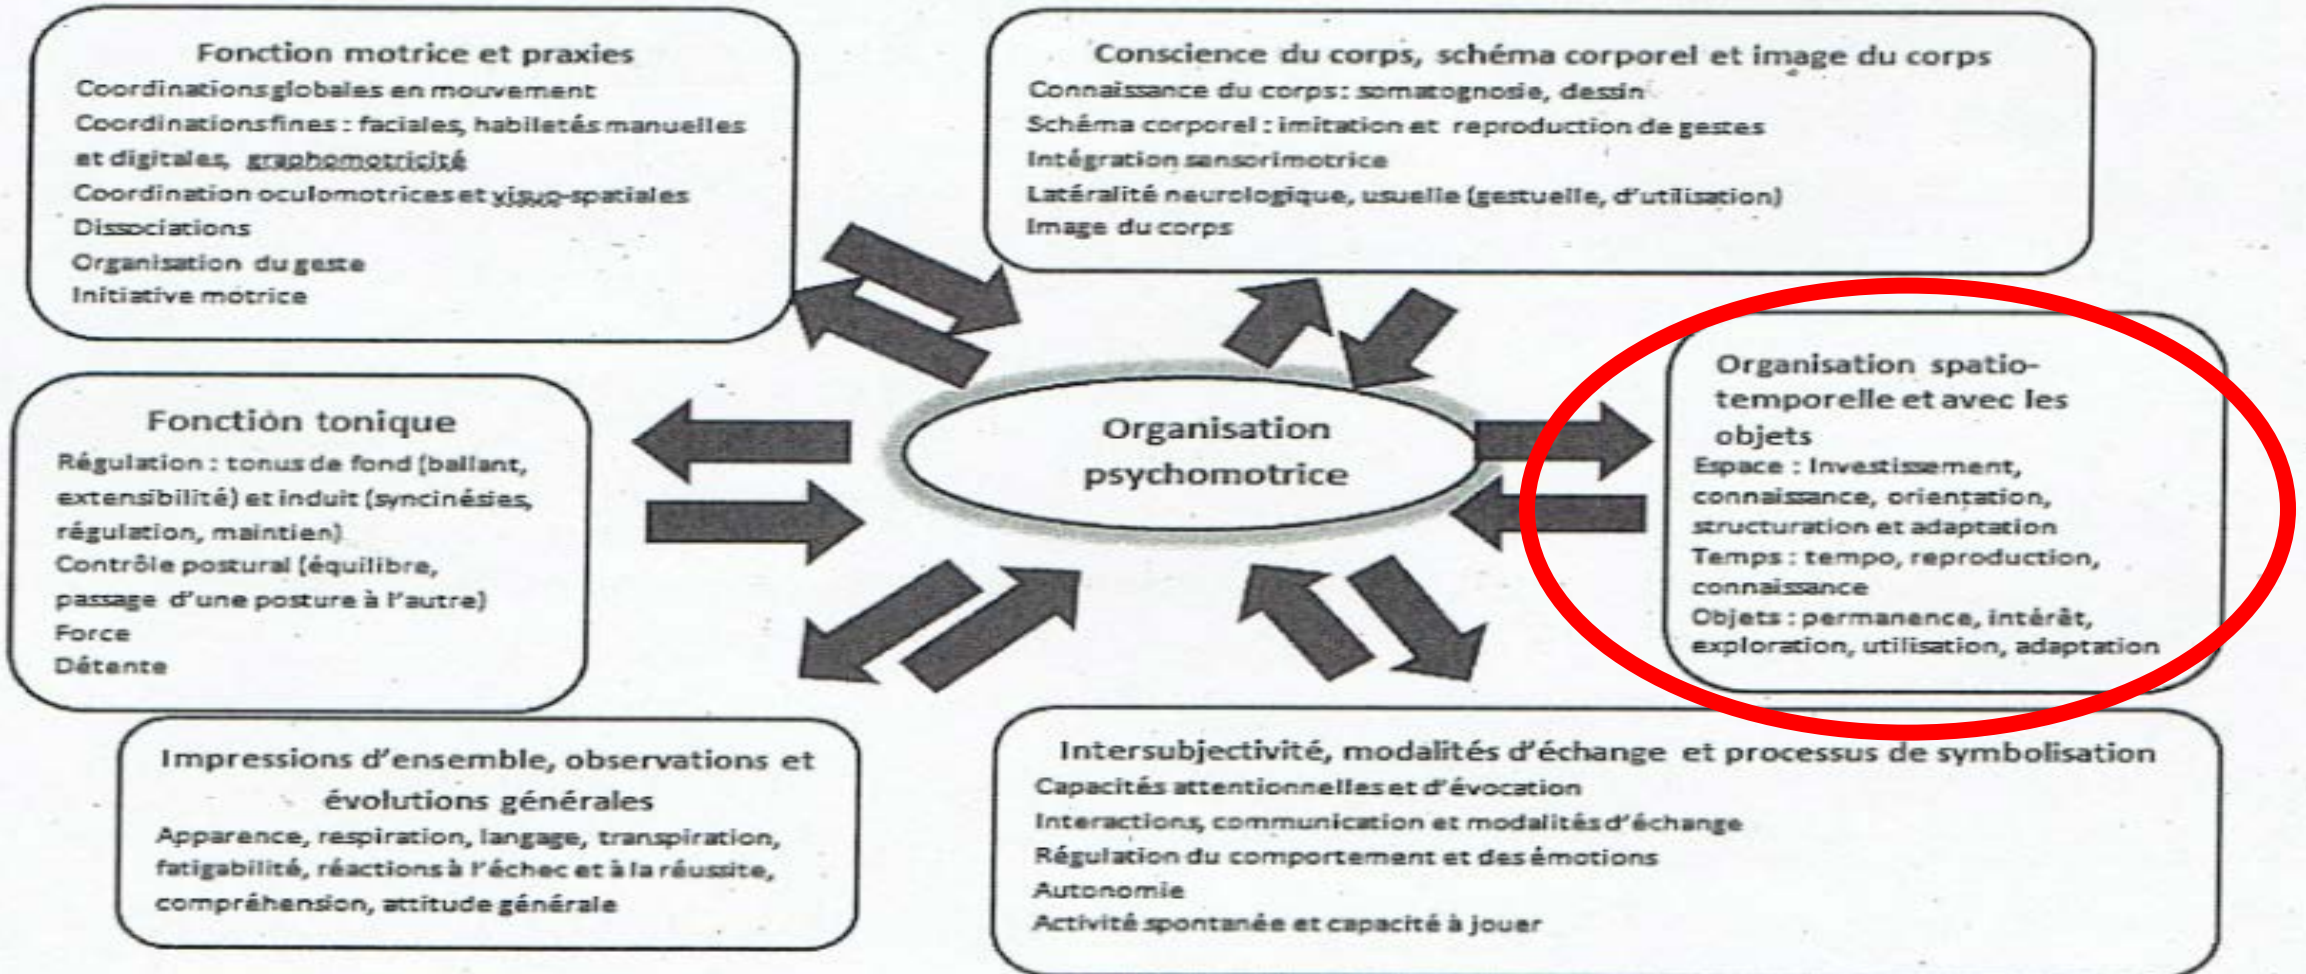 Fonction motrice et praxies
Coordinations globales en mouvement
Coordinations fines : faciales, habiletés manuelles
et digitales, graphomotricité
Coordination oculomotrices et visuo-spatiales
Dissociations
Organisation du geste
Initiative motrice
Conscience du corps, schéma corporel et image du corps
Connaissance du corps : somatognosie, dessin
Schéma corporel : imitation et reproduction de gestes
Intégration sensorimotrice
Latéralité neurologique, usuelle (gestuelle, d'utilisation)
Image du corps
Fonction tonique
Régulation : tonus de fond (ballant,
extensibilité) et induit (syncinésies,
régulation, maintien)
Contrôle postural (équilibre,
passage d'une posture à l'autre)
Force
Détente
Organisation
psychomotrice
Organisation spatio-
temporelle et avec les
objets
Espace : Investissement,
connaissance, orientation,
structuration et adaptation
Temps : tempo, reproduction,
connaissance
Objets : permanence, intérêt,
exploration, utilisation, adaptation
Impressions d'ensemble, observations et
évolutions générales
Apparence, respiration, langage, transpiration,
fatigabilité, réactions à l'échec et à la réussite,
compréhension, attitude générale
Intersubjectivité, modalités d'échange et processus de symbolisation
Capacités attentionnelles et d'évocation
Interactions, communication et modalités d'échange
Régulation du comportement et des émotions
Autonomie
Activité spontanée et capacité à jouer